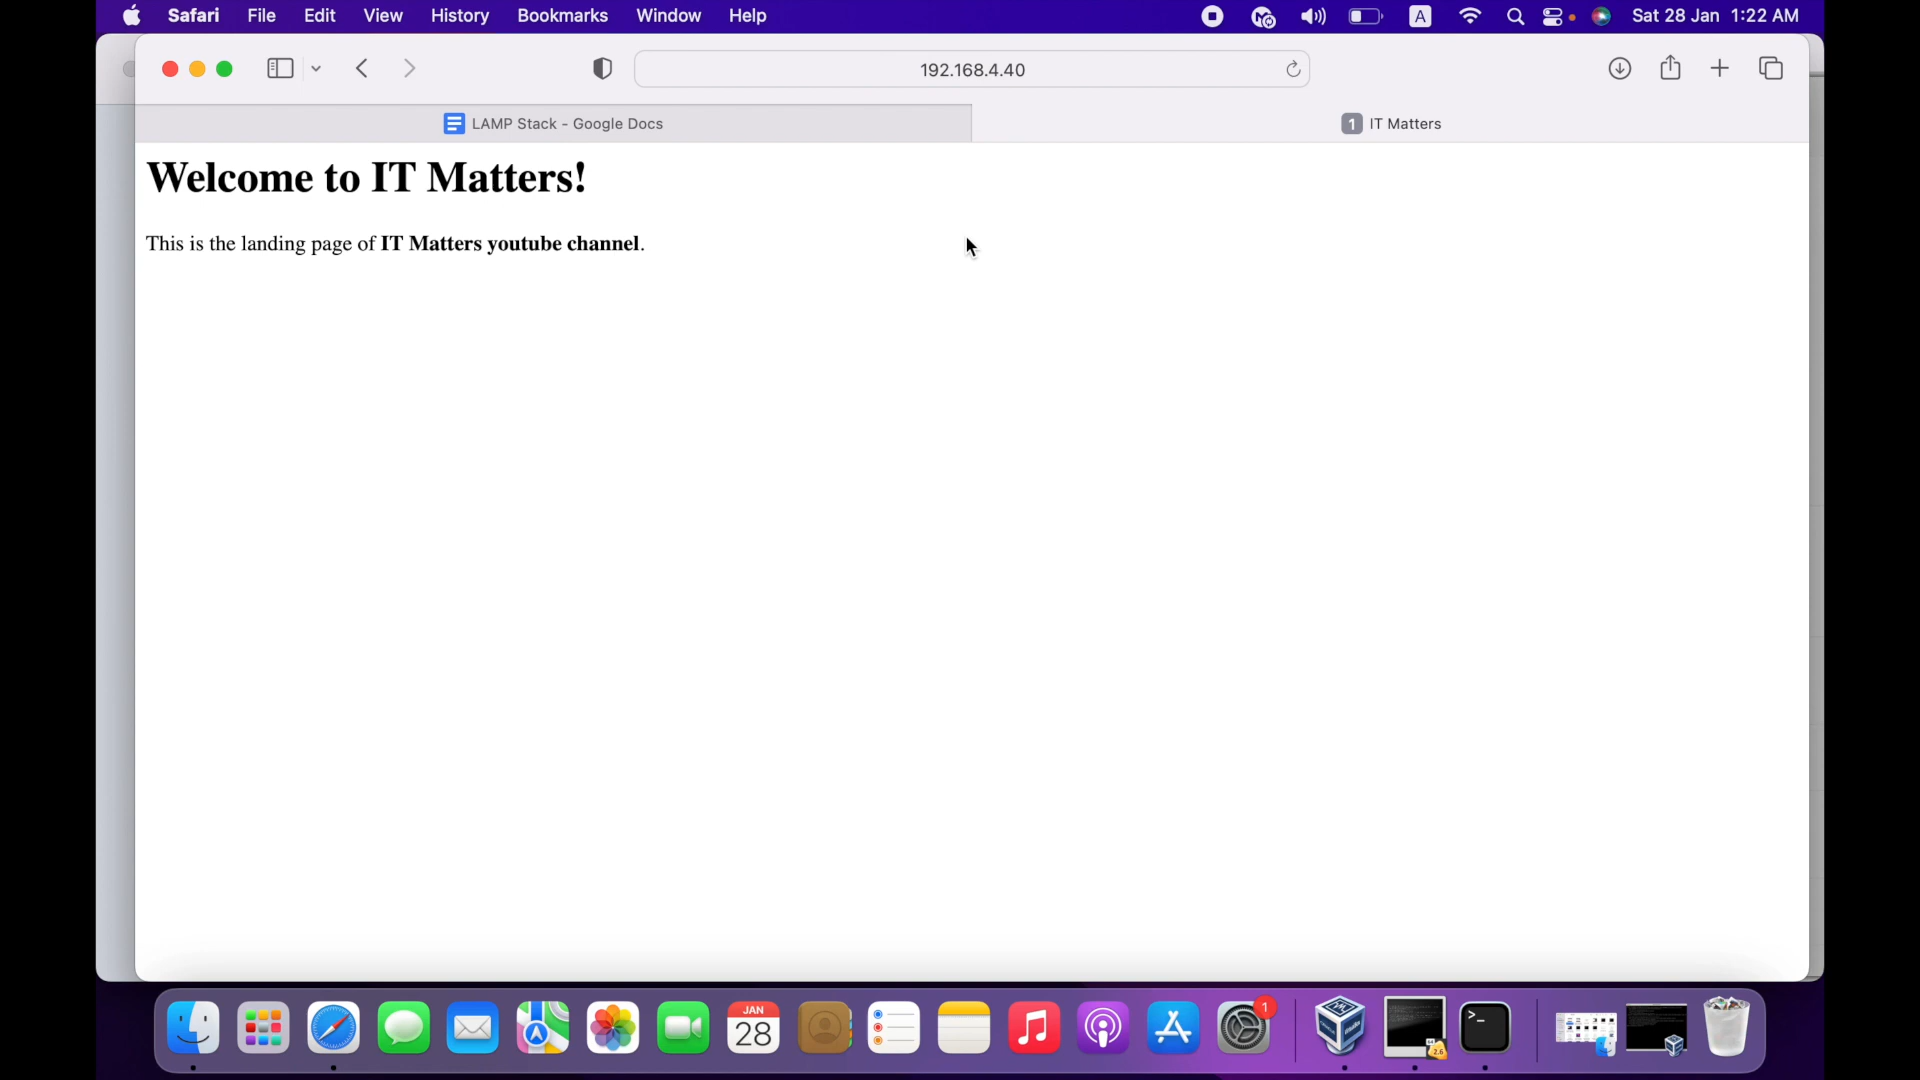 Safari File Edit View History Bookmarks Window Help A Sat 28 Jan 1:22 AM
192.168.4.40
LAMP Stack - Google Docs 1 IT Matters
Welcome to IT Matters!
This is the landing page of IT Matters youtube channel.
JAN
28
1
>_